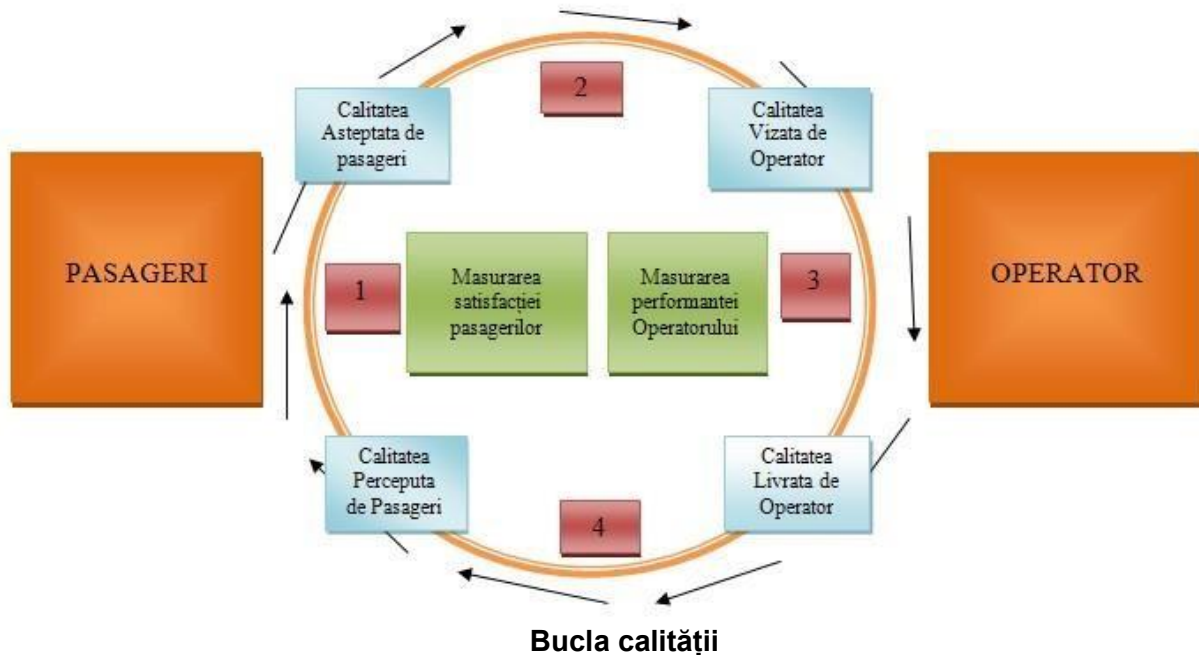 2
Calitatea
Asteptata de
pasageri
Calitatea
Vizata de
Operator
PASAGERI
1
Masurarea
satisfacției
pasagerilor
Masurarea
performantei
Operatorului
3
OPERATOR
Calitatea
Perceputa
de Pasageri
4
Calitatea
Livrata de
Operator
Bucla calității